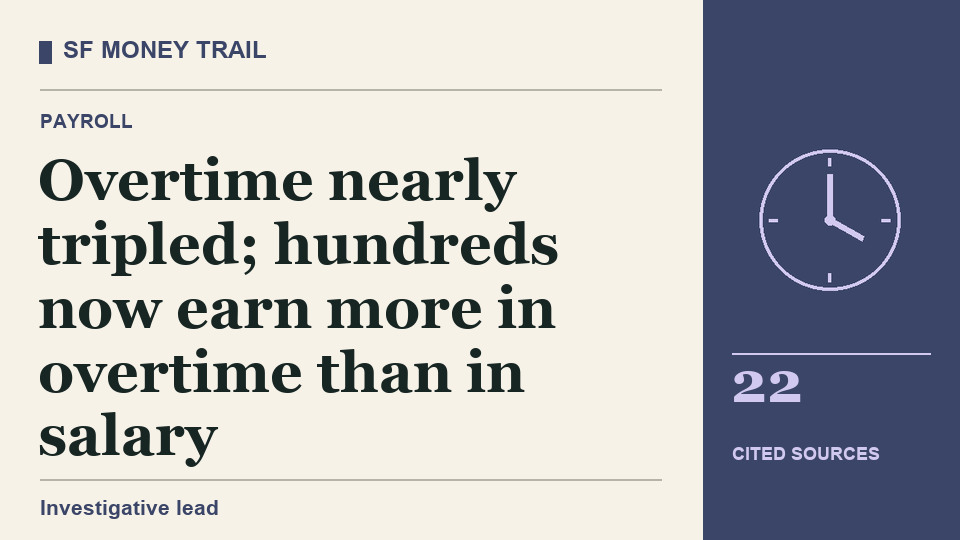 SF MONEY TRAIL
PAYROLL
Overtime nearly
tripled; hundreds
now earn more in
overtime than in
salary
Investigative lead
22
CITED SOURCES